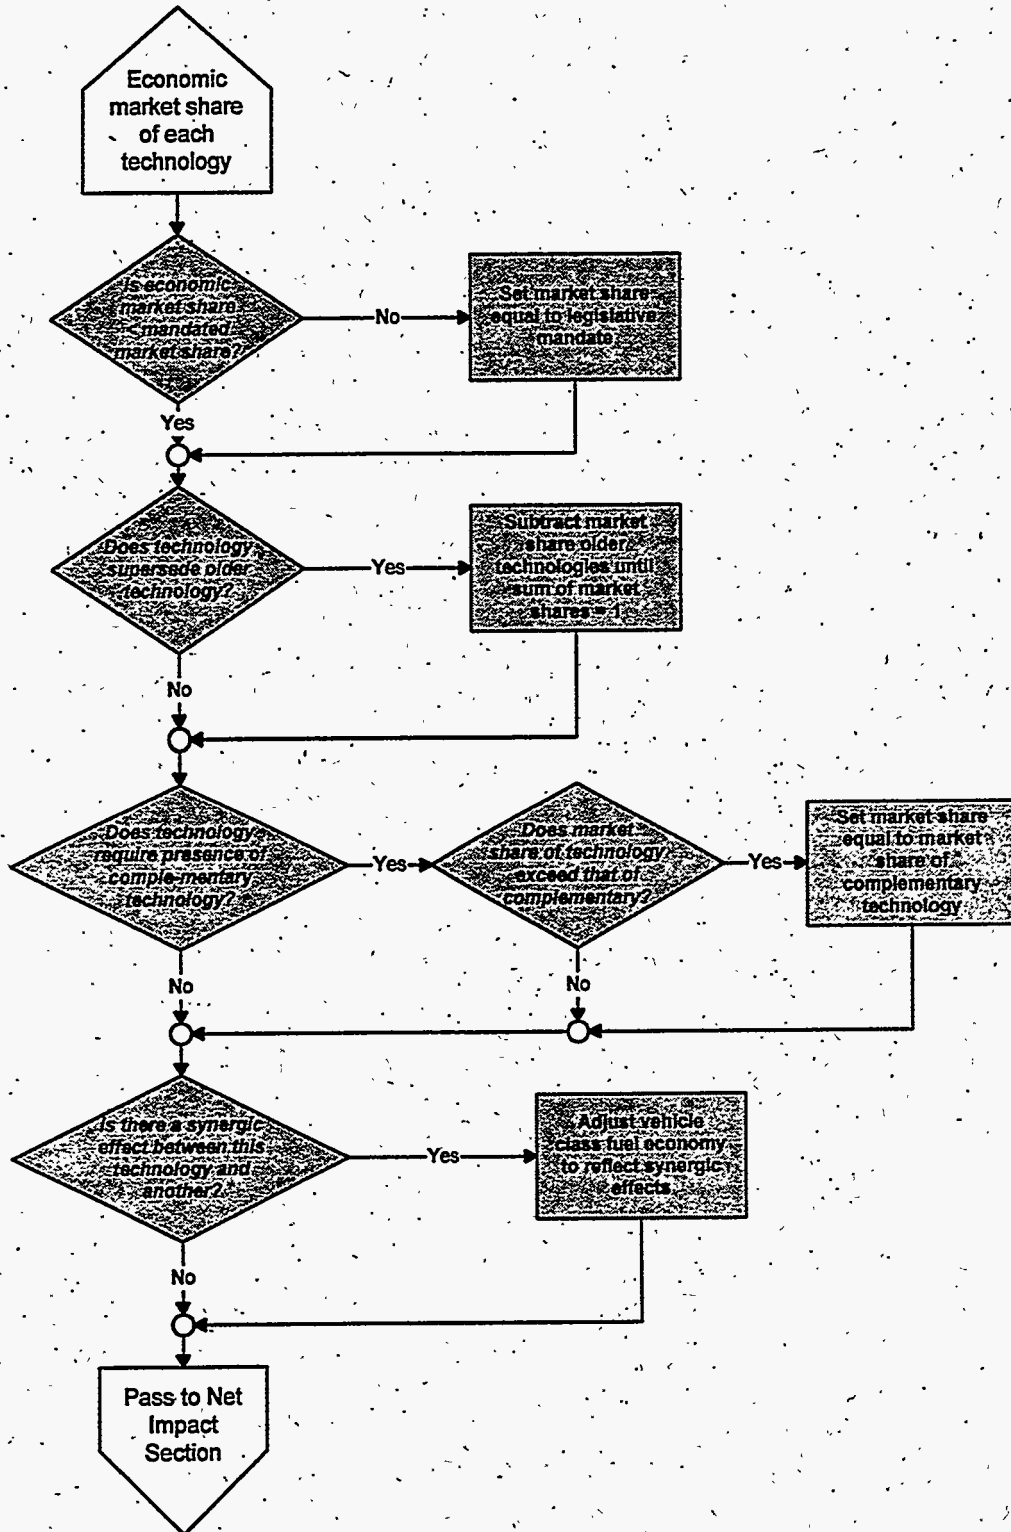 Economic
market share
of each
technology
Is economic
market share
< mandated
market share?
No
Set market share
equal to legislative
mandate
Yes
Does technology
supersede older
technology?
Yes
Subtract market
share older
technologies until
sum of market
shares = 1
No
Does technology
require presence of
comple-mentary
technology?
Yes
Does market
share of technology
exceed that of
complementary?
Yes
Set market share
equal to market
share of
complementary
technology
No
No
Is there a synergic
effect between this
technology and
another?
Yes
Adjust vehicle
class fuel economy
to reflect synergic
effects
No
Pass to Net
Impact
Section